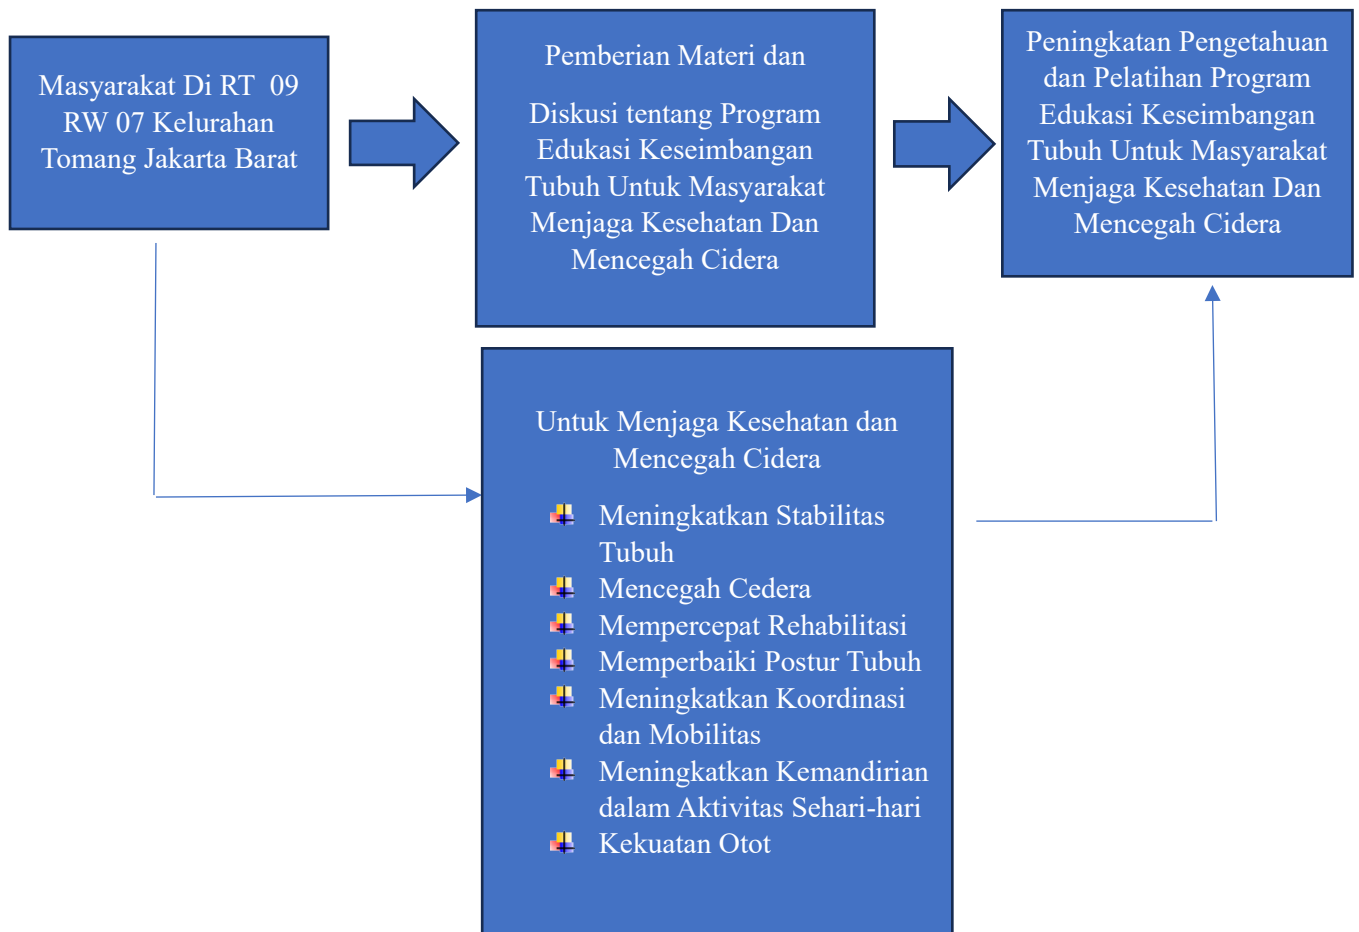 Masyarakat Di RT  09
RW 07 Kelurahan
Tomang Jakarta Barat
Pemberian Materi dan
Diskusi tentang Program
Edukasi Keseimbangan
Tubuh Untuk Masyarakat
Menjaga Kesehatan Dan
Mencegah Cidera
Peningkatan Pengetahuan
dan Pelatihan Program
Edukasi Keseimbangan
Tubuh Untuk Masyarakat
Menjaga Kesehatan Dan
Mencegah Cidera
Untuk Menjaga Kesehatan dan
Mencegah Cidera
Meningkatkan Stabilitas
Tubuh
Mencegah Cedera
Mempercepat Rehabilitasi
Memperbaiki Postur Tubuh
Meningkatkan Koordinasi
dan Mobilitas
Meningkatkan Kemandirian
dalam Aktivitas Sehari-hari
Kekuatan Otot